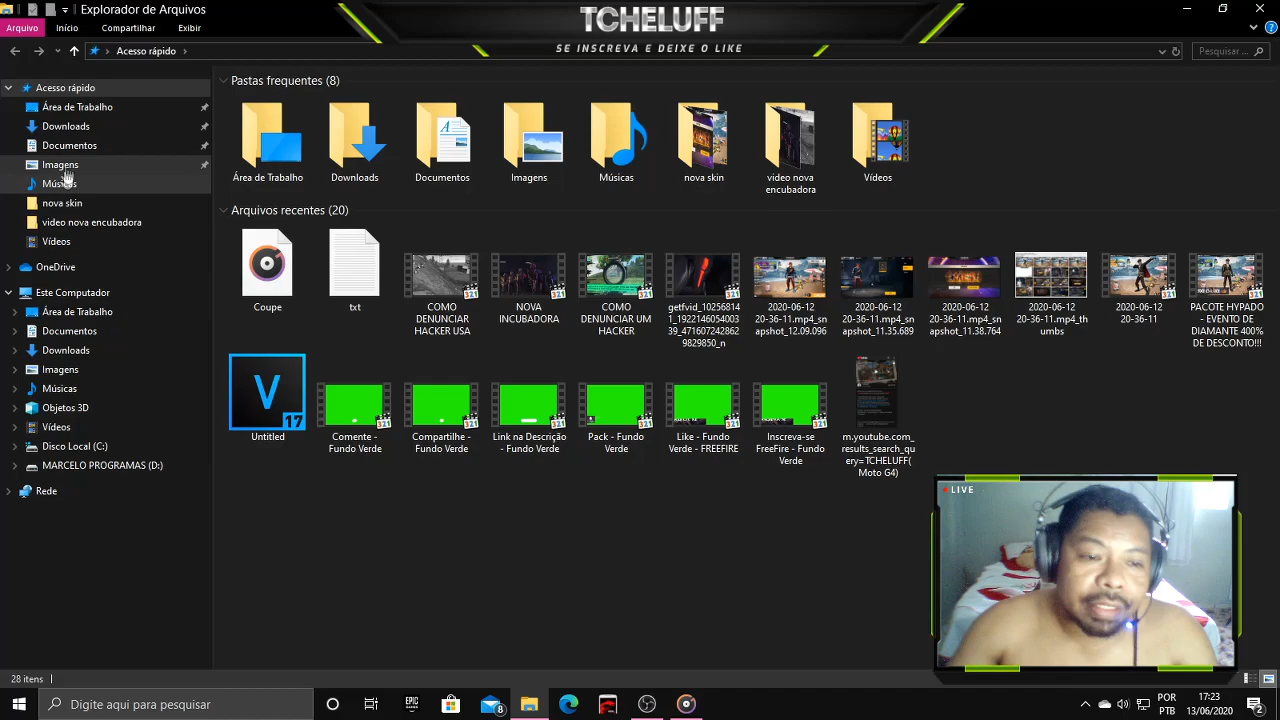 Explorador de Arquivos
TCHELUFF
SE INSCREVA E DEIXE O LIKE
Arquivo
Início
Compartilhar
Exibir
Acesso rápido
Pesquisar ...
Acesso rápido
Área de Trabalho
Downloads
Documentos
Imagens
Músicas
nova skin
video nova encubadora
Vídeos
OneDrive
Este Computador
Área de Trabalho
Documentos
Downloads
Imagens
Músicas
Objetos 3D
Vídeos
Disco Local (C:)
MARCELO PROGRAMAS (D:)
Rede
Pastas frequentes (8)
Área de Trabalho
Downloads
Documentos
Imagens
Músicas
nova skin
video nova
encubadora
Vídeos
Arquivos recentes (20)
Coupe
txt
COMO
DENUNCIAR
HACKER USA
NOVA
INCUBADORA
COMO
DENUNCIAR UM
HACKER
getfvid_10256814
1_1922146054003
39_471607242862
9829850_n
2020-06-12
20-36-11.mp4_sn
apshot_12.09.096
2020-06-12
20-36-11.mp4_sn
apshot_11.35.689
2020-06-12
20-36-11.mp4_sn
apshot_11.38.764
2020-06-12
20-36-11.mp4_th
umbs
2020-06-12
20-36-11
PACOTE HYPADO -
EVENTO DE
DIAMANTE 400%
DE DESCONTO!!!
V
17
Untitled
Comente -
Fundo Verde
Compartilhe -
Fundo Verde
Link na Descrição
- Fundo Verde
Pack - Fundo
Verde
Like - Fundo
Verde - FREEFIRE
Inscreva-se
FreeFire - Fundo
Verde
m.youtube.com_
results_search_qu
ery=TCHELUFF(
Moto G4)
LIVE
28 itens
Digite aqui para pesquisar
EPIC
8
POR
PTB
17:23
13/06/2020
2